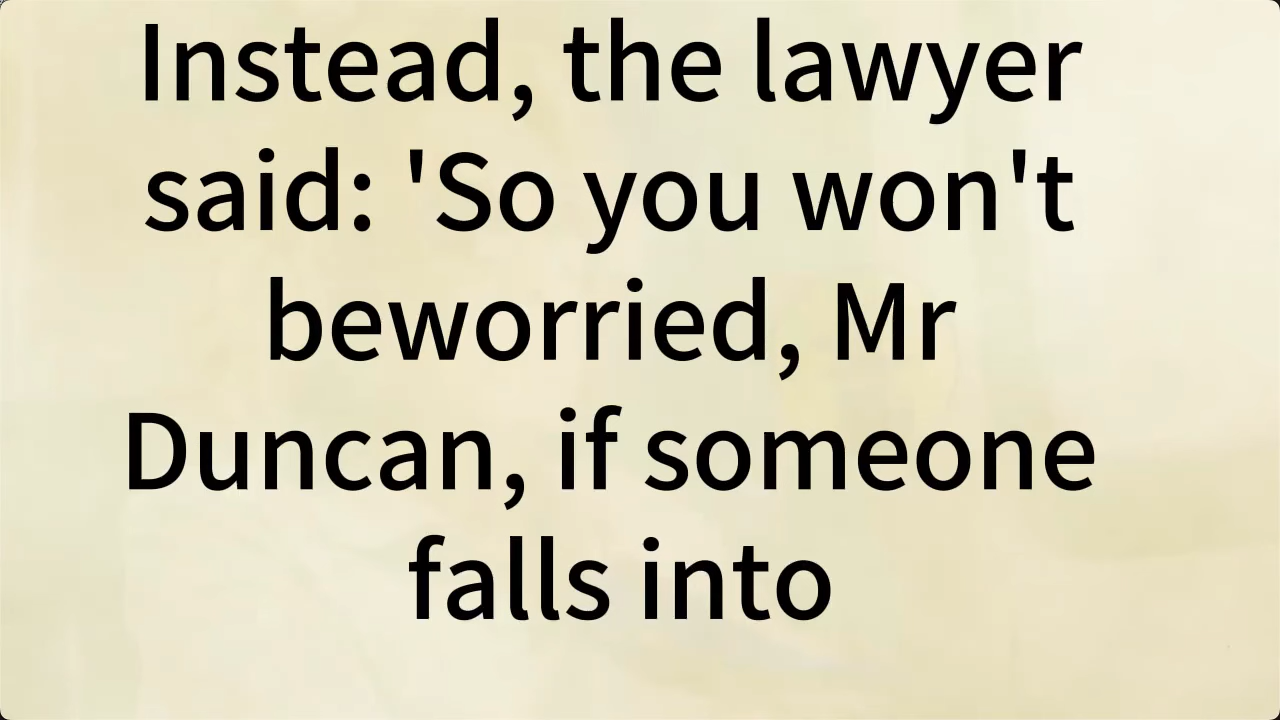 Instead, the lawyer
said: 'So you won't
beworried, Mr
Duncan, if someone
falls into